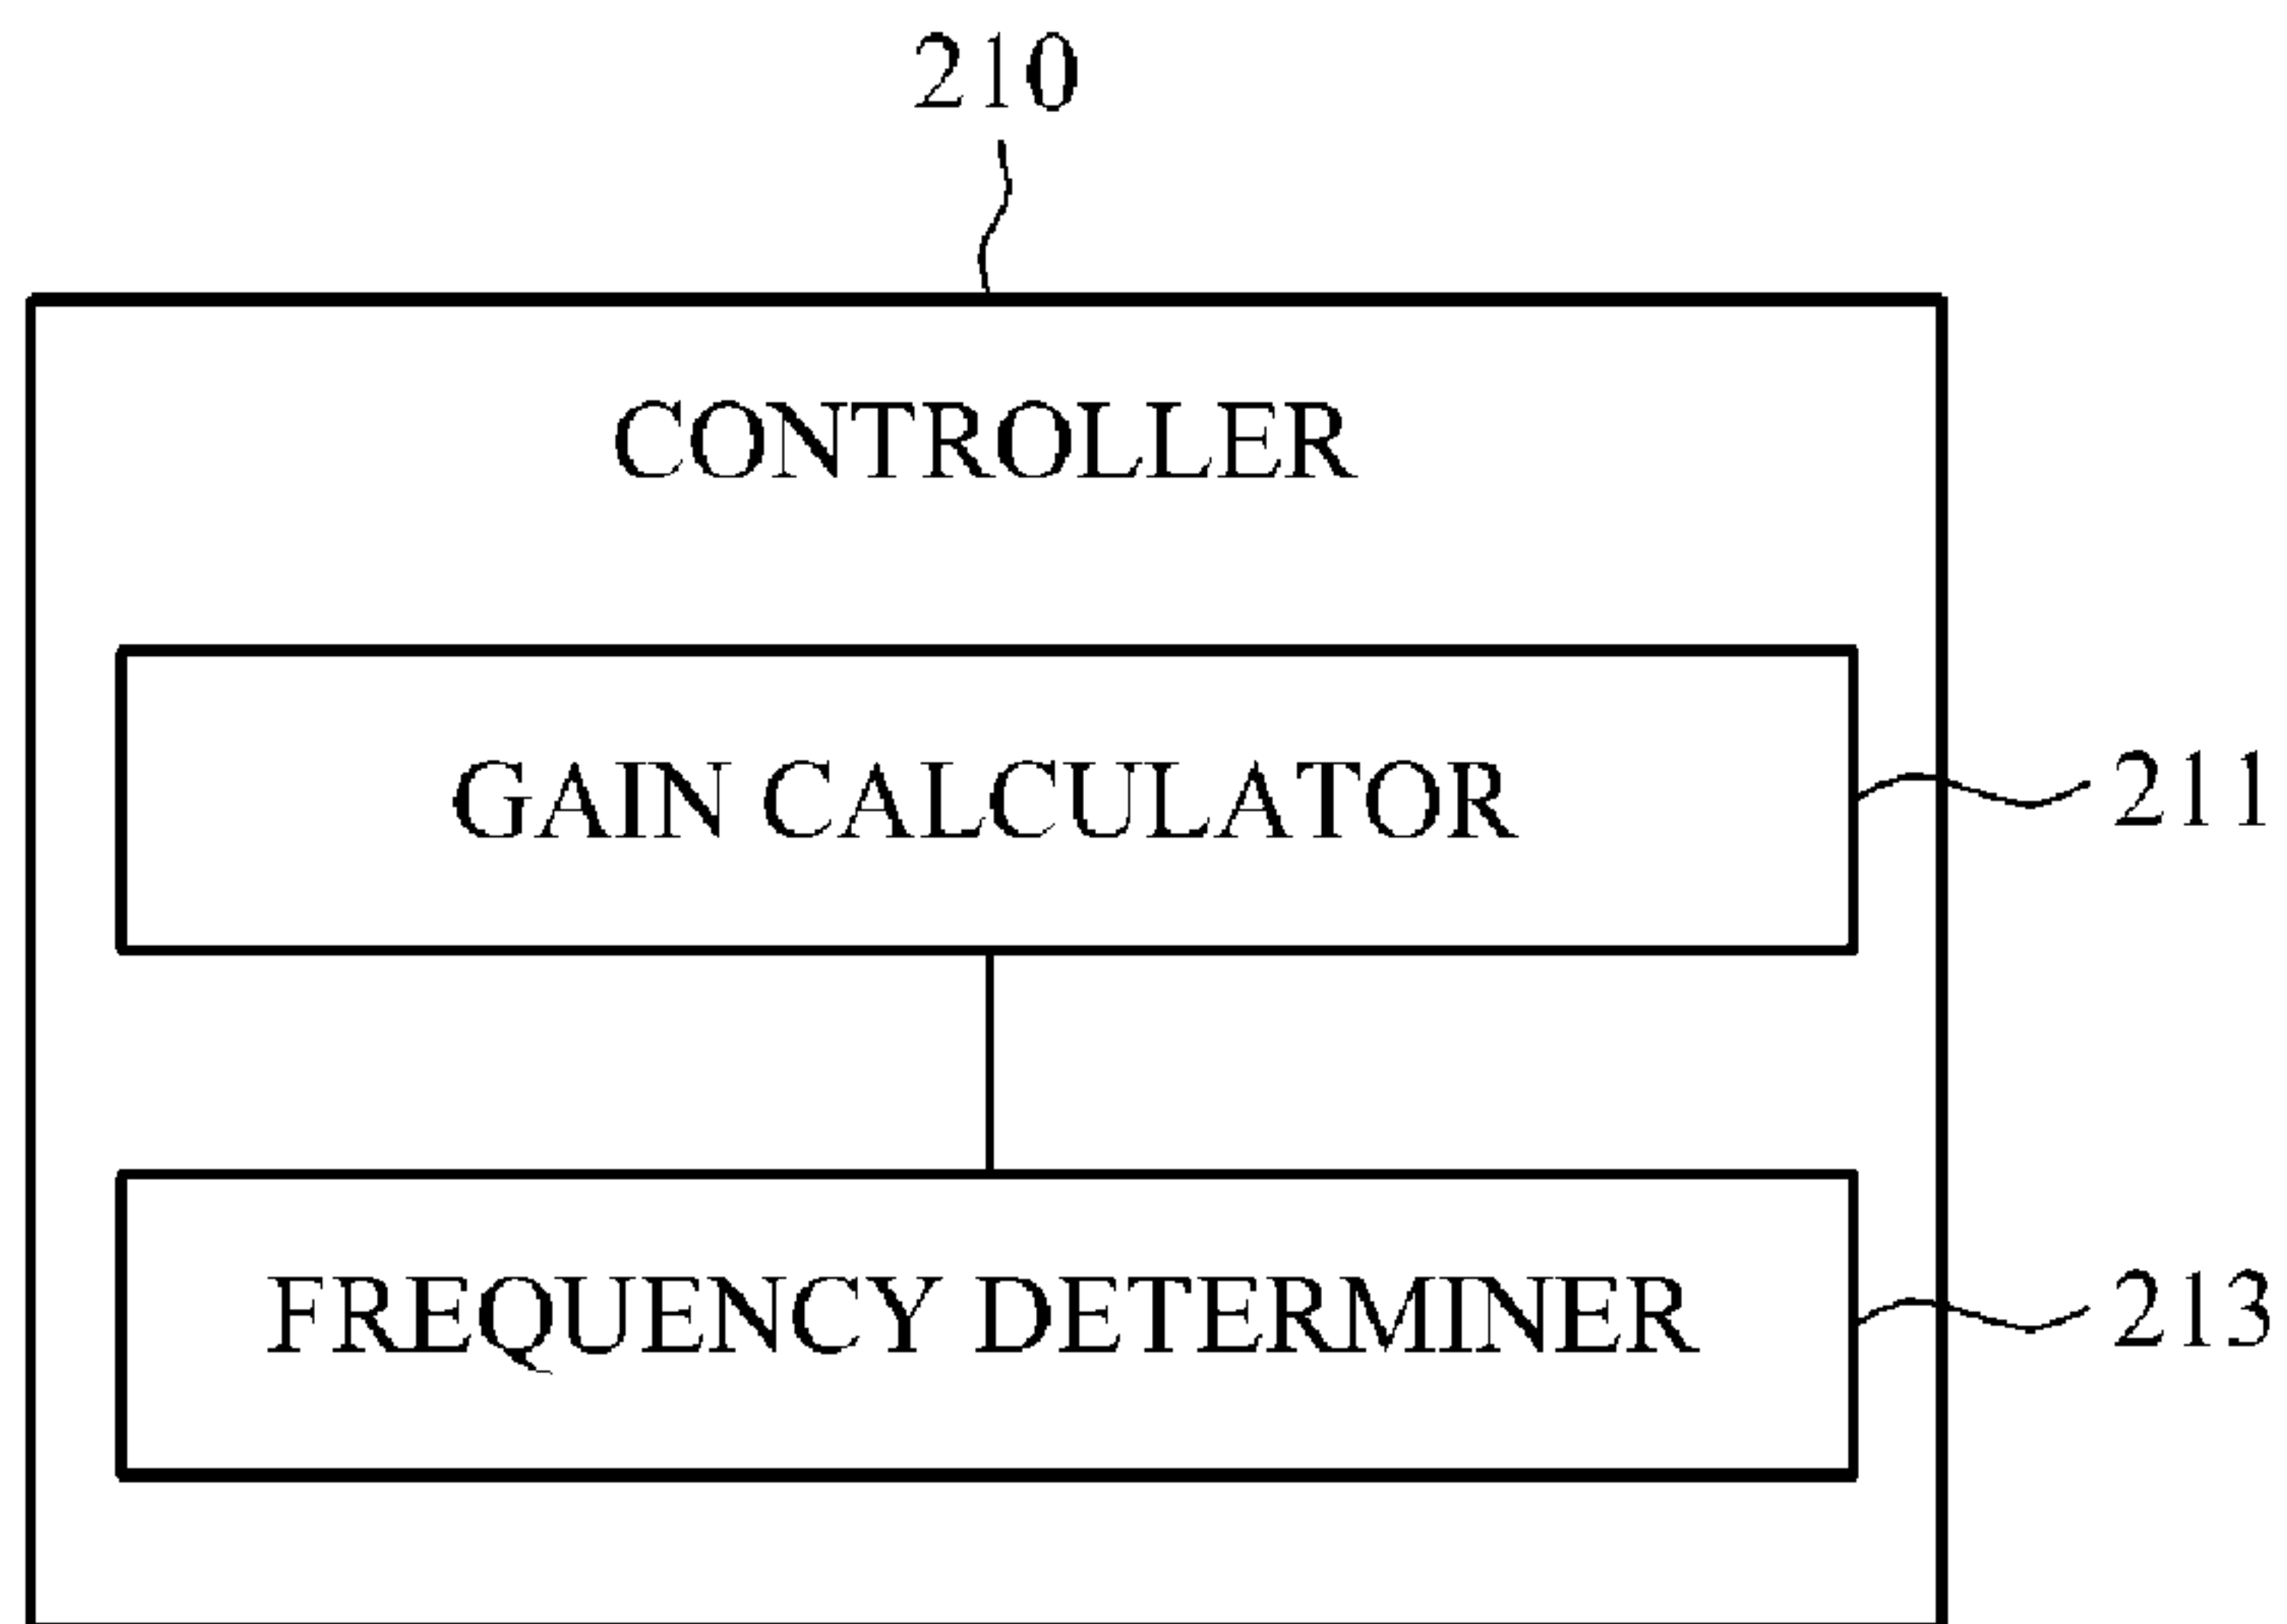 210
CONTROLLER
GAIN CALCULATOR
211
FREQUENCY DETERMINER
213